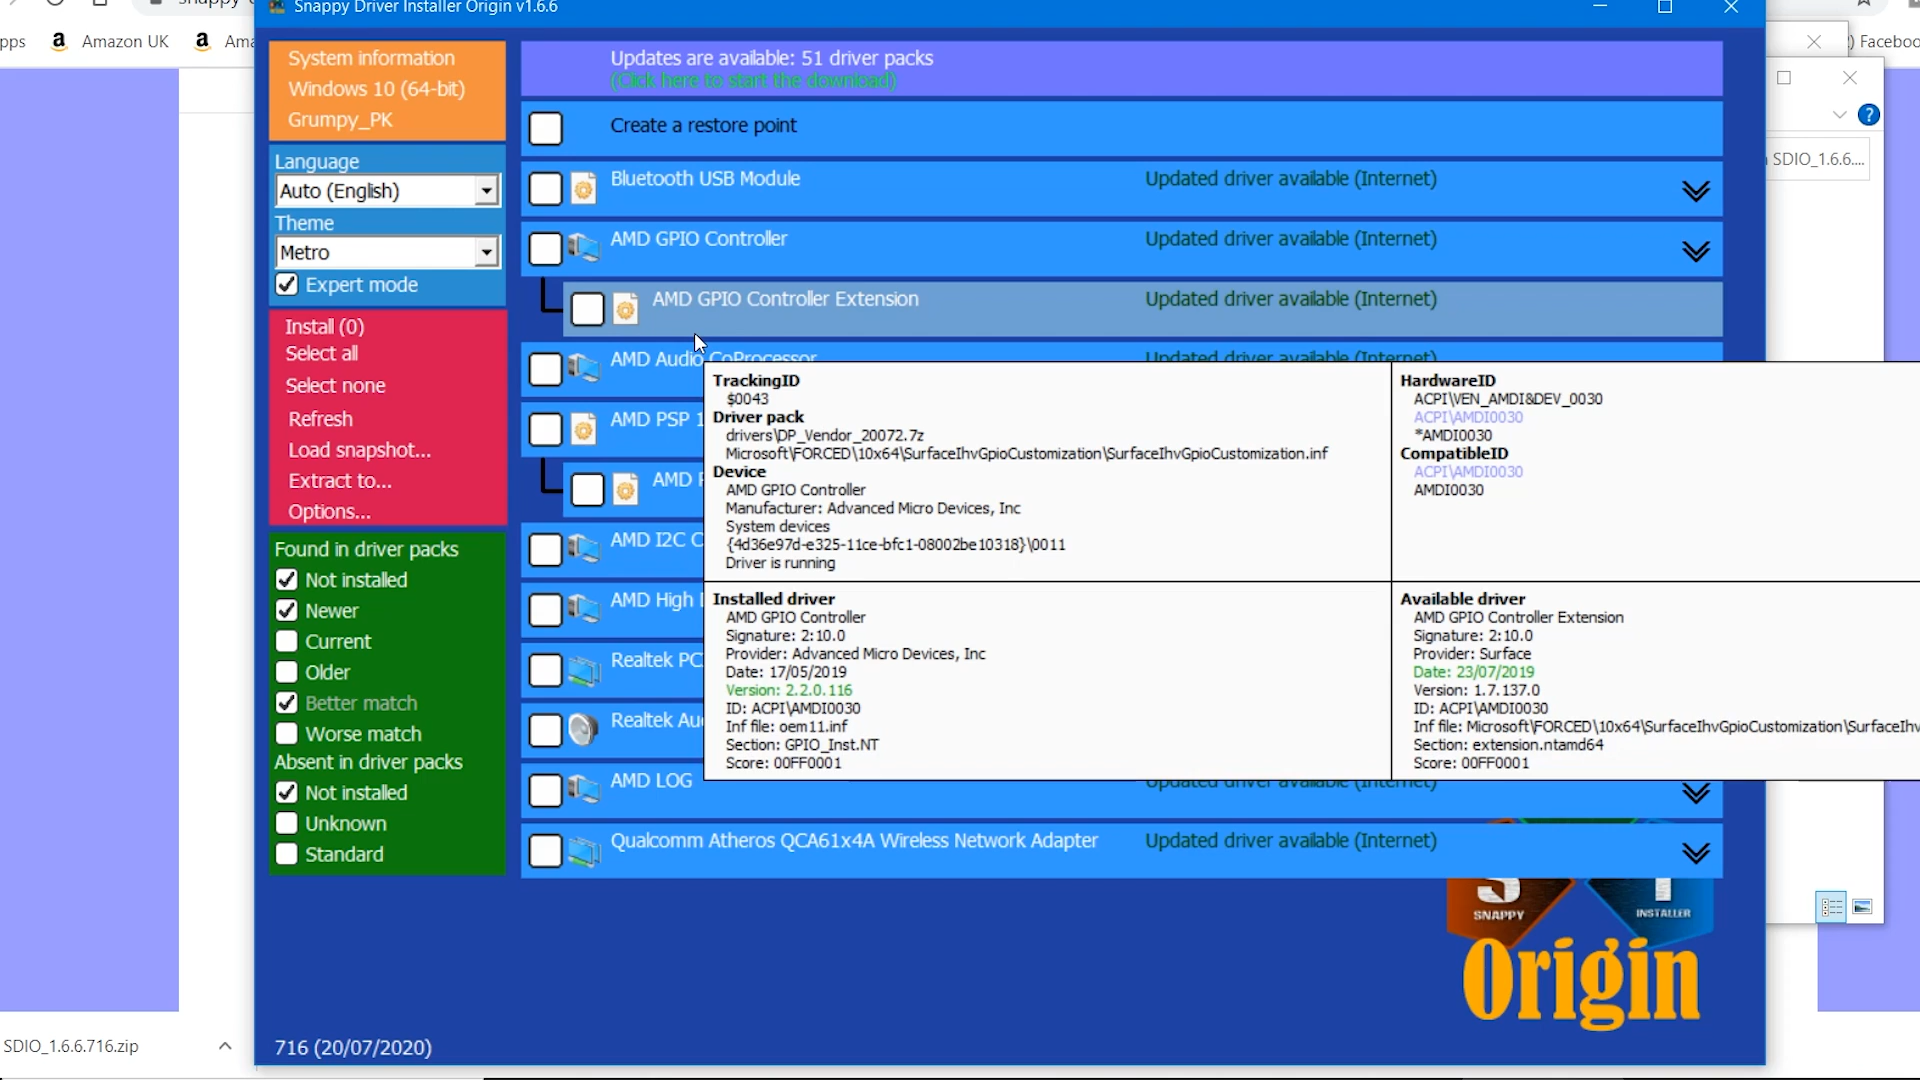 Snappy Driver Installer Origin v1.6.6
pps
Amazon UK
Ama
Faceboo
SDIO_1.6.6....
System information
Windows 10 (64-bit)
Grumpy_PK
Language
Auto (English)
Theme
Metro
Expert mode
Install (0)
Select all
Select none
Refresh
Load snapshot...
Extract to...
Options...
Found in driver packs
Not installed
Newer
Current
Older
Better match
Worse match
Absent in driver packs
Not installed
Unknown
Standard
Updates are available: 51 driver packs
(Click here to start the download)
Create a restore point
Bluetooth USB Module
Updated driver available (Internet)
AMD GPIO Controller
Updated driver available (Internet)
AMD GPIO Controller Extension
Updated driver available (Internet)
AMD Audio CoProcessor
Updated driver available (Internet)
AMD PSP 1
AMD P
AMD I2C C
AMD High
Realtek PC
Realtek Au
AMD LOG
Updated driver available (Internet)
Qualcomm Atheros QCA61x4A Wireless Network Adapter
Updated driver available (Internet)
TrackingID
$0043
Driver pack
drivers\DP_Vendor_20072.7z
Microsoft\FORCED\10x64\SurfaceIhvGpioCustomization\SurfaceIhvGpioCustomization.inf
Device
AMD GPIO Controller
Manufacturer: Advanced Micro Devices, Inc
System devices
{4d36e97d-e325-11ce-bfc1-08002be10318}\0011
Driver is running
HardwareID
ACPI\VEN_AMDI&DEV_0030
ACPI\AMDI0030
*AMDI0030
CompatibleID
ACPI\AMDI0030
AMDI0030
Installed driver
AMD GPIO Controller
Signature: 2:10.0
Provider: Advanced Micro Devices, Inc
Date: 17/05/2019
Version: 2.2.0.116
ID: ACPI\AMDI0030
Inf file: oem11.inf
Section: GPIO_Inst.NT
Score: 00FF0001
Available driver
AMD GPIO Controller Extension
Signature: 2:10.0
Provider: Surface
Date: 23/07/2019
Version: 1.7.137.0
ID: ACPI\AMDI0030
Inf file: Microsoft\FORCED\10x64\SurfaceIhvGpioCustomization\SurfaceIhv
Section: extension.ntamd64
Score: 00FF0001
SNAPPY
INSTALLER
Origin
SDIO_1.6.6.716.zip
716 (20/07/2020)